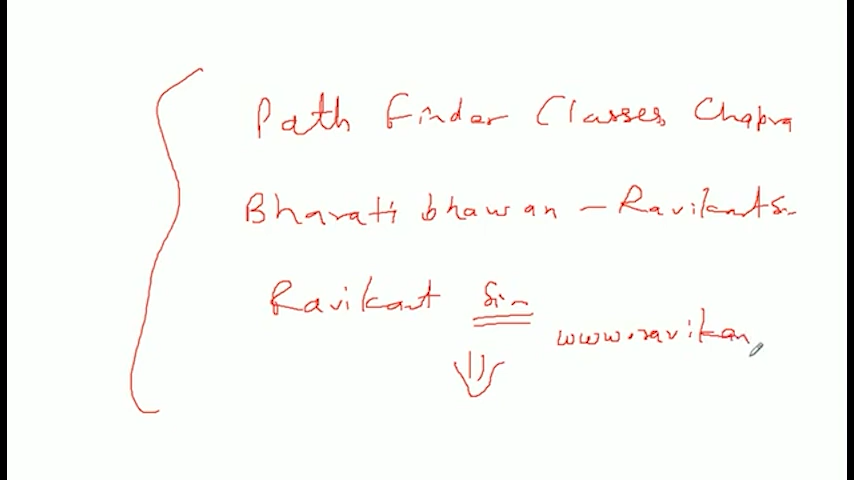 Path Finder Classes, Chapra
Bharati bhawan - Ravikant Sir
Ravikant Sir
www.ravikan